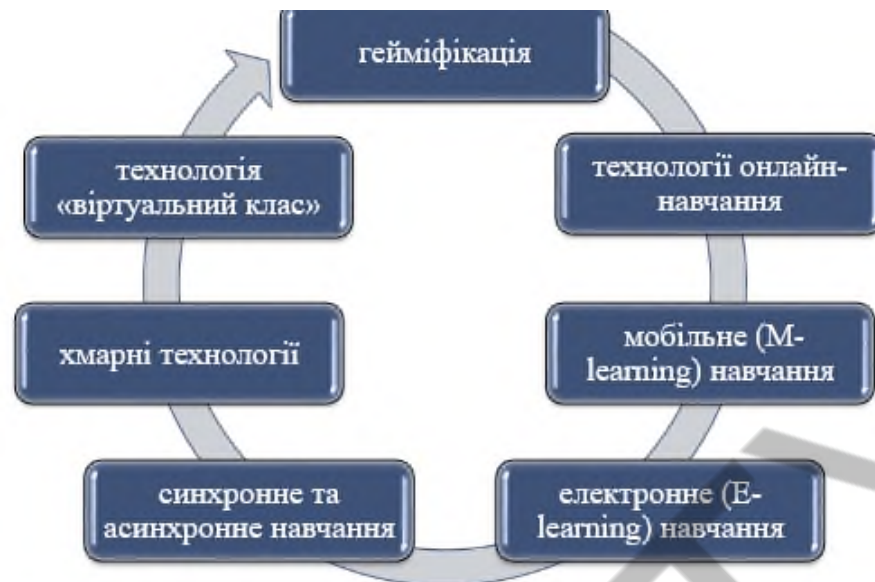 гейміфікація
технології онлайн-
навчання
мобільне (M-
learning) навчання
електронне (E-
learning) навчання
синхронне та
асинхронне навчання
хмарні технології
технологія
«віртуальний клас»